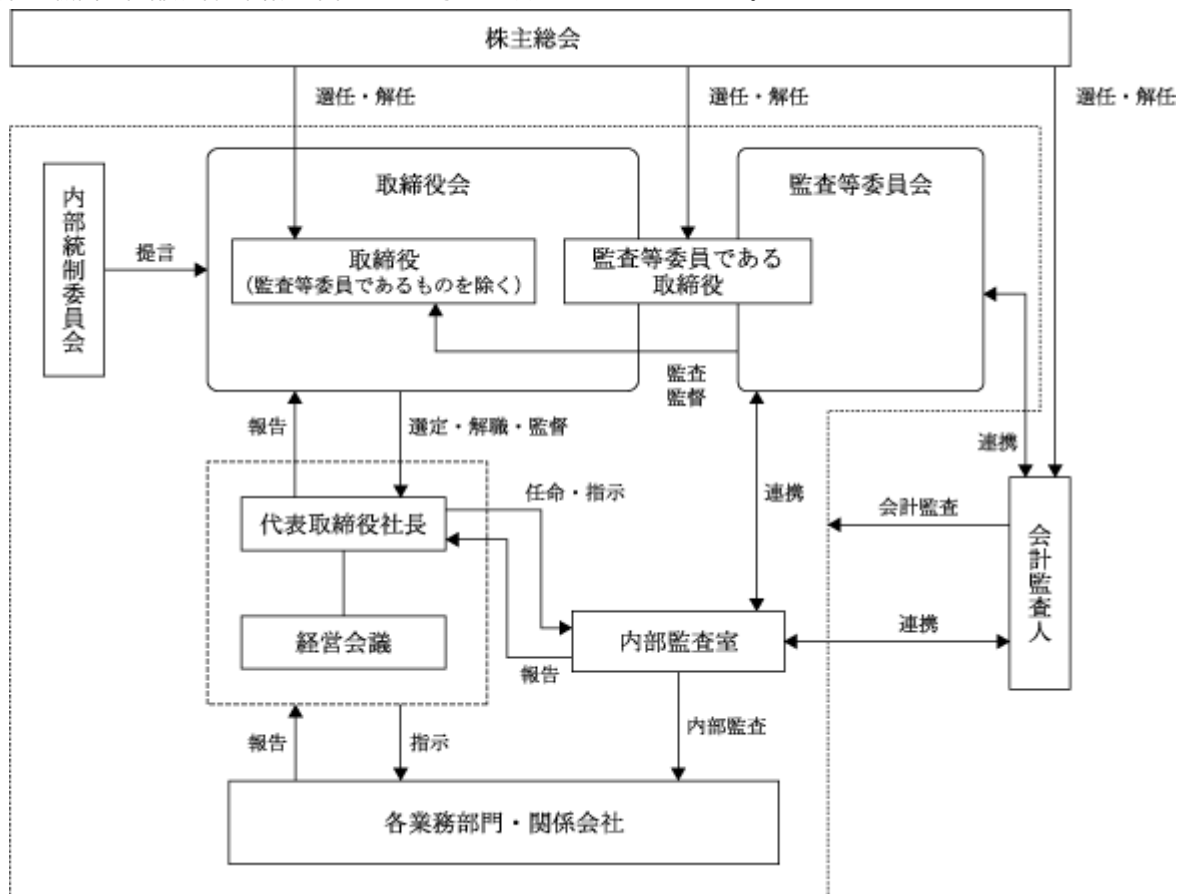 株主総会
選任・解任
選任・解任
選任・解任
取締役会
監査等委員会
内部統制委員会
提言
取締役
(監査等委員であるものを除く)
監査等委員である
取締役
監査
監督
報告
選定・解職・監督
連携
代表取締役社長
任命・指示
連携
会計監査
会計監査人
経営会議
内部監査室
連携
報告
報告
指示
内部監査
各業務部門・関係会社